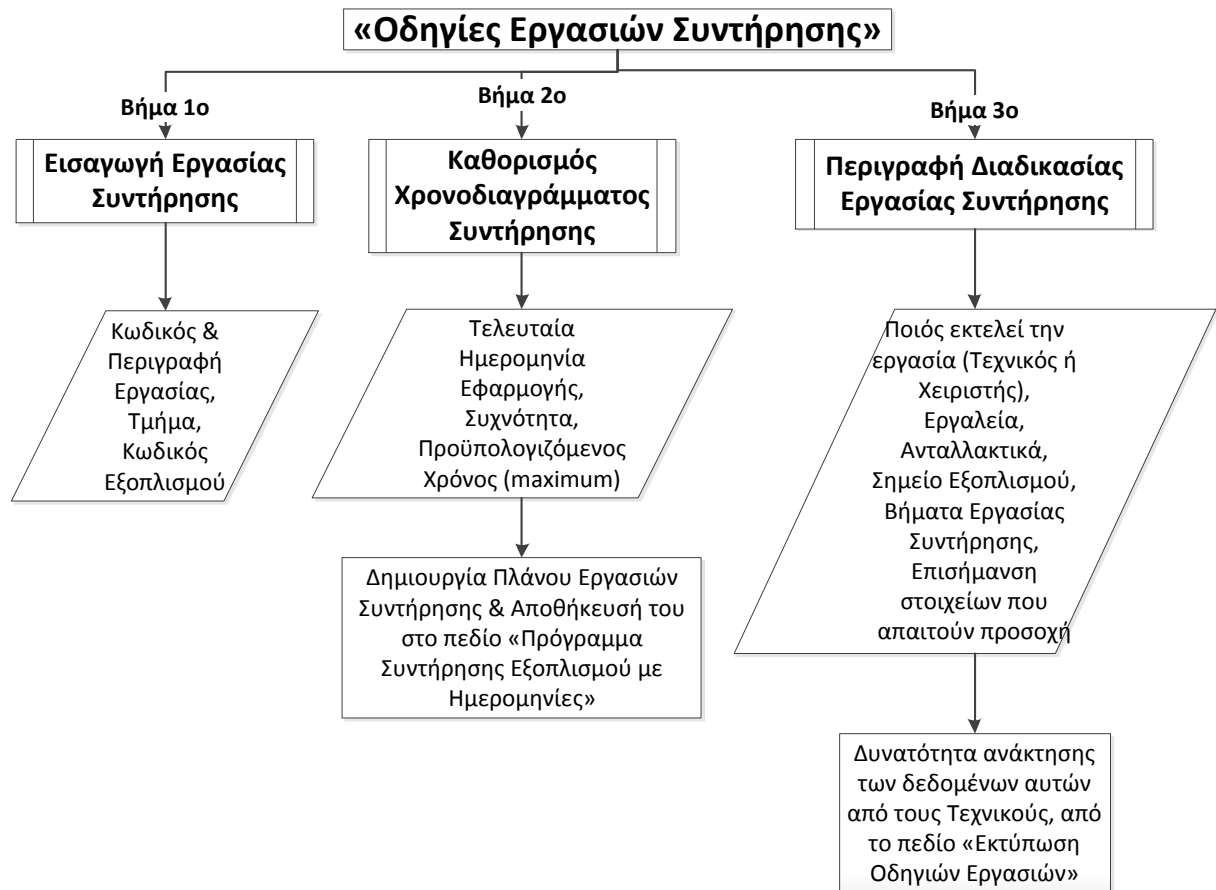 «Οδηγίες Εργασιών Συντήρησης»
Βήμα 1ο
Εισαγωγή Εργασίας
Συντήρησης
Κωδικός &
Περιγραφή
Εργασίας,
Τμήμα,
Κωδικός
Εξοπλισμού
Βήμα 2ο
Καθορισμός
Χρονοδιαγράμματος
Συντήρησης
Τελευταία
Ημερομηνία
Εφαρμογής,
Συχνότητα,
Προϋπολογιζόμενος
Χρόνος (maximum)
Δημιουργία Πλάνου Εργασιών
Συντήρησης & Αποθήκευσή του
στο πεδίο «Πρόγραμμα
Συντήρησης Εξοπλισμού με
Ημερομηνίες»
Βήμα 3ο
Περιγραφή Διαδικασίας
Εργασίας Συντήρησης
Ποιός εκτελεί την
εργασία (Τεχνικός ή
Χειριστής),
Εργαλεία,
Ανταλλακτικά,
Σημείο Εξοπλισμού,
Βήματα Εργασίας
Συντήρησης,
Επισήμανση
στοιχείων που
απαιτούν προσοχή
Δυνατότητα ανάκτησης
των δεδομένων αυτών
από τους Τεχνικούς, από
το πεδίο «Εκτύπωση
Οδηγιών Εργασιών»